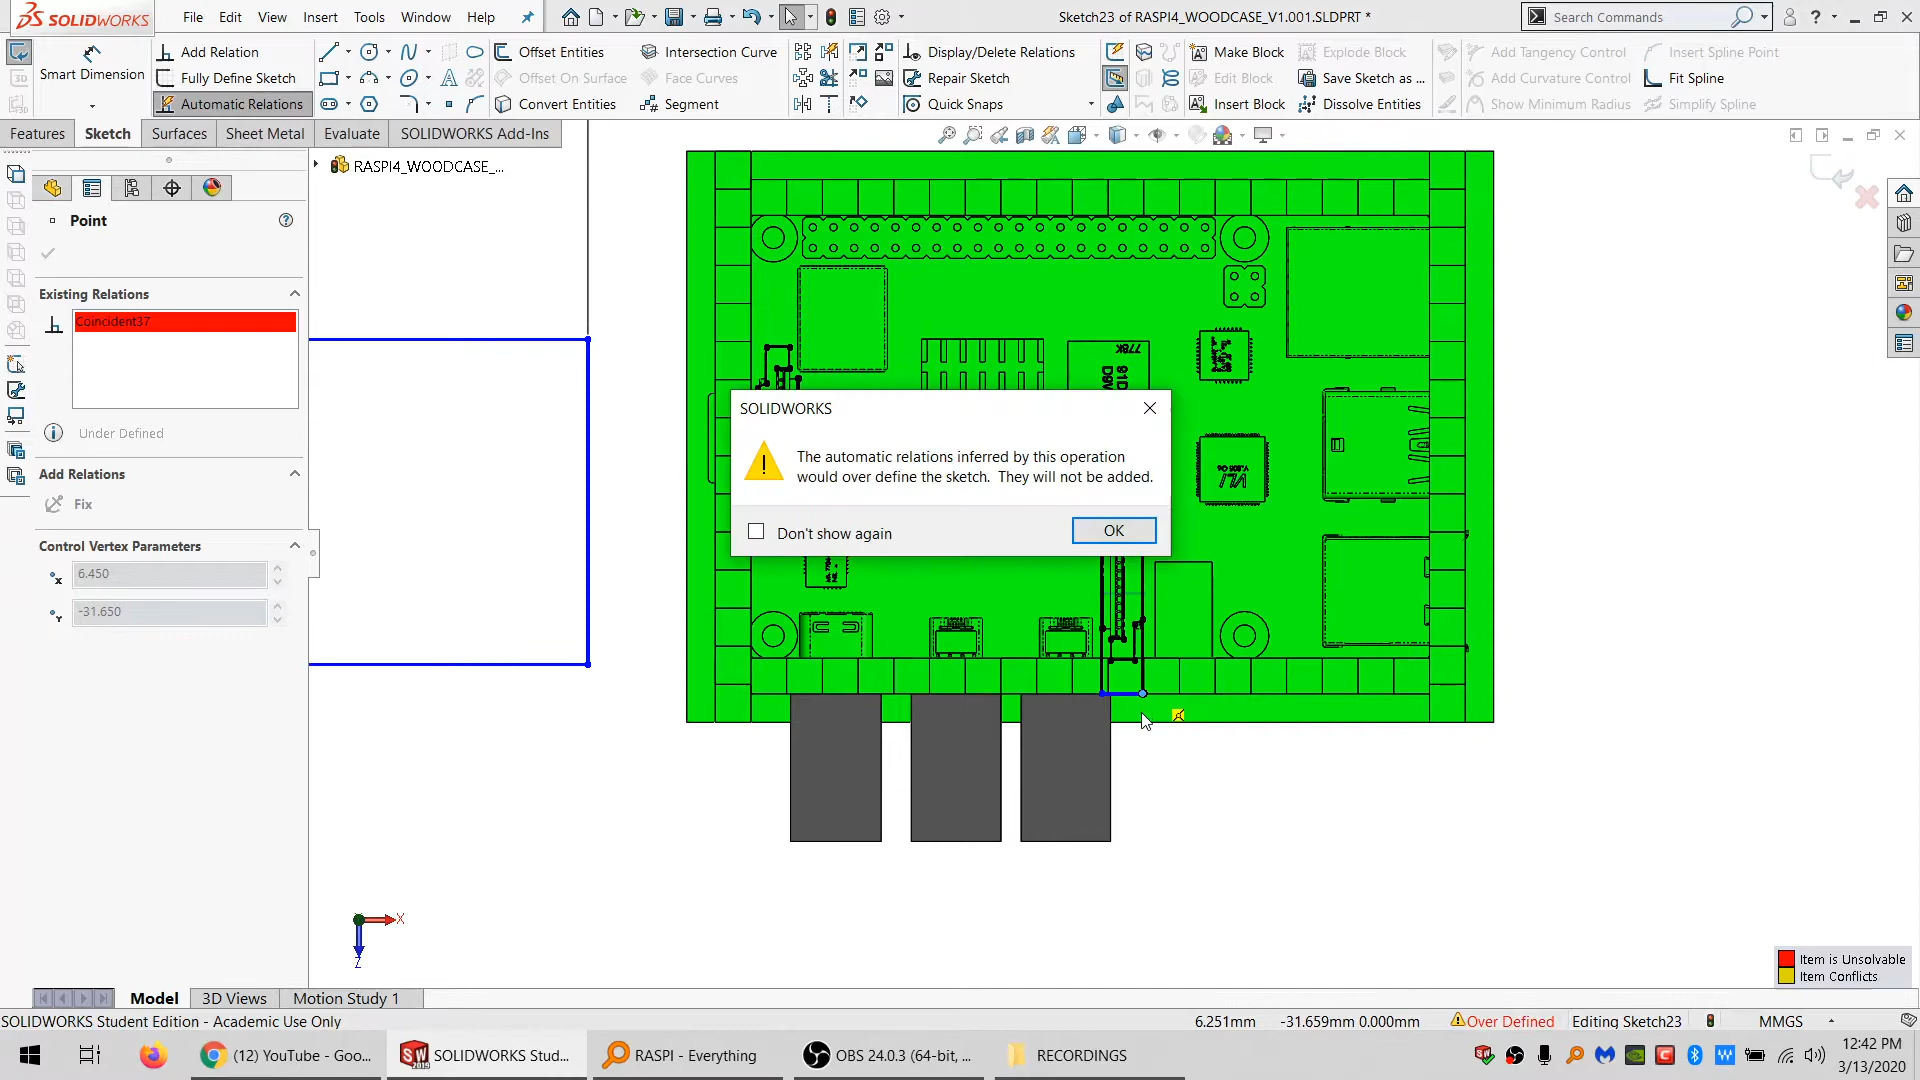 SOLIDWORKS
File
Edit
View
Insert
Tools
Window
Help
Sketch23 of RASPI4_WOODCASE_V1.001.SLDPRT *
Search Commands
Smart Dimension
Add Relation
Fully Define Sketch
Automatic Relations
Offset Entities
Offset On Surface
Convert Entities
Intersection Curve
Face Curves
Segment
Display/Delete Relations
Repair Sketch
Quick Snaps
Make Block
Edit Block
Insert Block
Explode Block
Save Sketch as ...
Dissolve Entities
Add Tangency Control
Add Curvature Control
Show Minimum Radius
Insert Spline Point
Fit Spline
Simplify Spline
Features
Sketch
Surfaces
Sheet Metal
Evaluate
SOLIDWORKS Add-Ins
RASPI4_WOODCASE_...
Point
Existing Relations
Coincident37
Under Defined
Add Relations
Fix
Control Vertex Parameters
X
6.450
Y
-31.650
778K
91D
D9V
VLI
SOLIDWORKS
The automatic relations inferred by this operation
would over define the sketch. They will not be added.
Don't show again
OK
X
Z
Item is Unsolvable
Item Conflicts
Model
3D Views
Motion Study 1
SOLIDWORKS Student Edition - Academic Use Only
6.251mm
-31.659mm 0.000mm
Over Defined
Editing Sketch23
MMGS
(12) YouTube - Goo...
SOLIDWORKS Stud...
RASPI - Everything
OBS 24.0.3 (64-bit, ...
RECORDINGS
12:42 PM
3/13/2020